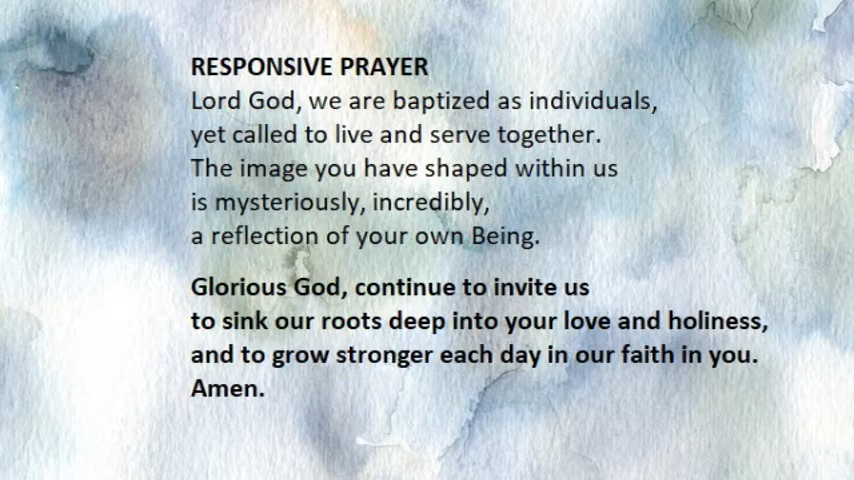 RESPONSIVE PRAYER
Lord God, we are baptized as individuals,
yet called to live and serve together.
The image you have shaped within us
is mysteriously, incredibly,
a reflection of your own Being.
Glorious God, continue to invite us
to sink our roots deep into your love and holiness,
and to grow stronger each day in our faith in you.
Amen.